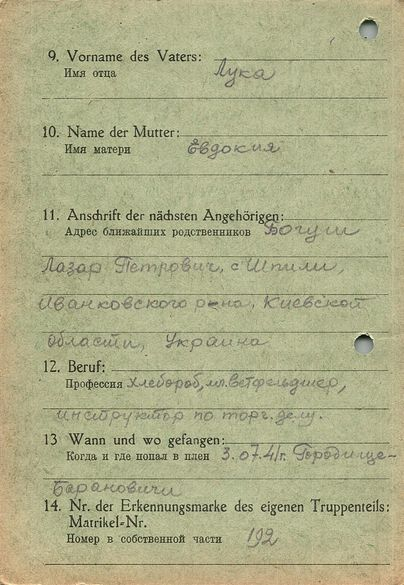 9. Vorname des Vaters:
Имя отца Лука
10. Name der Mutter:
Имя матери Евдокия
11. Anschrift der nächsten Angehörigen:
Адрес ближайших родственников Богуш
Лазар Петрович, с Шпили,
Иванковского р-на, Киевской
области, Украина
12. Beruf:
Профессия хлебороб, мл. ветфельдшер,
инструктор по торг. делу.
13 Wann und wo gefangen:
Когда и где попал в плен 3.07.41г. Городище-
Барановичи
14. Nr. der Erkennungsmarke des eigenen Truppenteils:
Matrikel-Nr.
Номер в собственной части 192